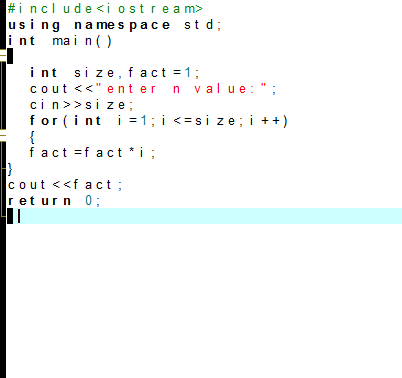 #include<iostream>
using namespace std;
int main()
int size,fact=1;
cout<<"enter n value:";
cin>>size;
for(int i=1;i<=size;i++)
{
fact=fact*i;
}
cout<<fact;
return 0;